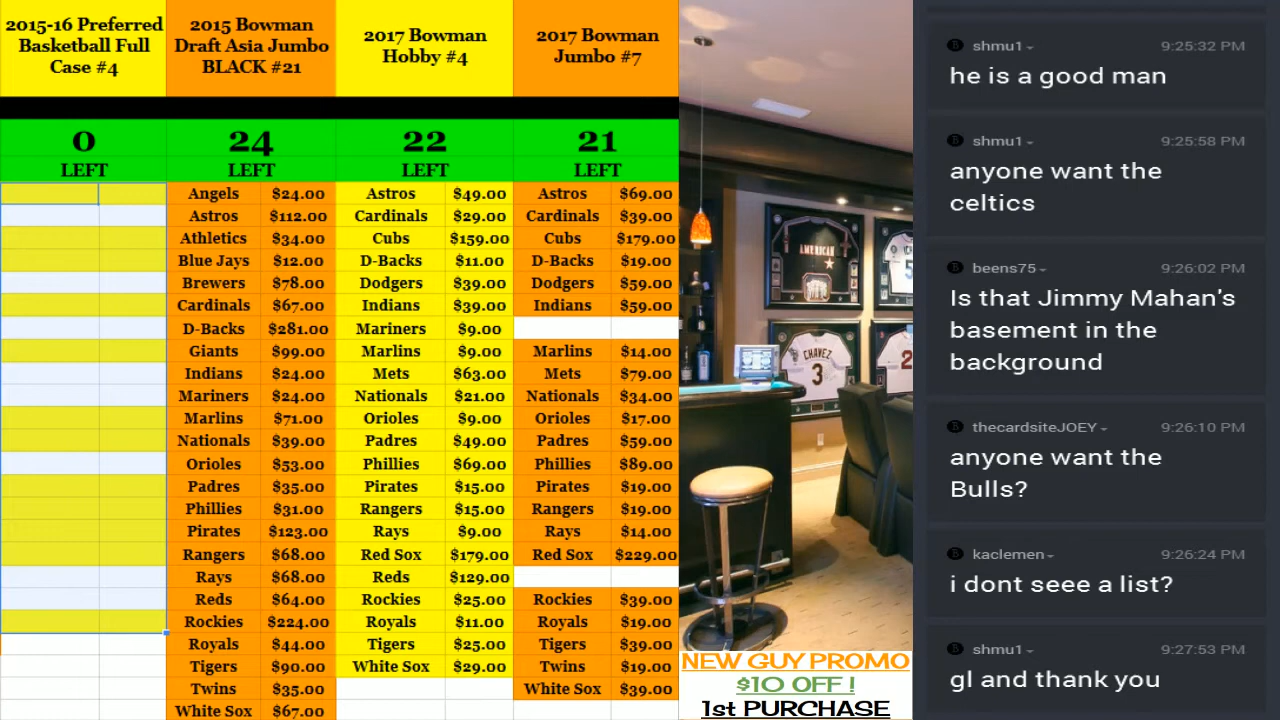 2015-16 Preferred
Basketball Full
Case #4
2015 Bowman
Draft Asia Jumbo
BLACK #21
2017 Bowman
Hobby #4
2017 Bowman
Jumbo #7
0
LEFT
24
LEFT
22
LEFT
21
LEFT
Angels $24.00
Astros $112.00
Athletics $34.00
Blue Jays $12.00
Brewers $78.00
Cardinals $67.00
D-Backs $281.00
Giants $99.00
Indians $24.00
Mariners $24.00
Marlins $71.00
Nationals $39.00
Orioles $53.00
Padres $35.00
Phillies $31.00
Pirates $123.00
Rangers $68.00
Rays $68.00
Reds $64.00
Rockies $224.00
Royals $44.00
Tigers $90.00
Twins $35.00
White Sox $67.00
Astros $49.00
Cardinals $29.00
Cubs $159.00
D-Backs $11.00
Dodgers $39.00
Indians $39.00
Mariners $9.00
Marlins $9.00
Mets $63.00
Nationals $21.00
Orioles $9.00
Padres $49.00
Phillies $69.00
Pirates $15.00
Rangers $15.00
Rays $9.00
Red Sox $179.00
Reds $129.00
Rockies $25.00
Royals $11.00
Tigers $25.00
White Sox $29.00
Astros $69.00
Cardinals $39.00
Cubs $179.00
D-Backs $19.00
Dodgers $59.00
Indians $59.00
Marlins $14.00
Mets $79.00
Nationals $34.00
Orioles $17.00
Padres $59.00
Phillies $89.00
Pirates $19.00
Rangers $19.00
Rays $14.00
Red Sox $229.00
Rockies $39.00
Royals $19.00
Tigers $39.00
Twins $19.00
White Sox $39.00
AMERICAN
CHAVEZ
3
2
NEW GUY PROMO
$10 OFF !
1st PURCHASE
shmu1 9:25:32 PM
he is a good man
shmu1 9:25:58 PM
anyone want the
celtics
beens75 9:26:02 PM
Is that Jimmy Mahan's
basement in the
background
thecardsiteJOEY 9:26:10 PM
anyone want the
Bulls?
kaclemen 9:26:24 PM
i dont seee a list?
shmu1 9:27:53 PM
gl and thank you